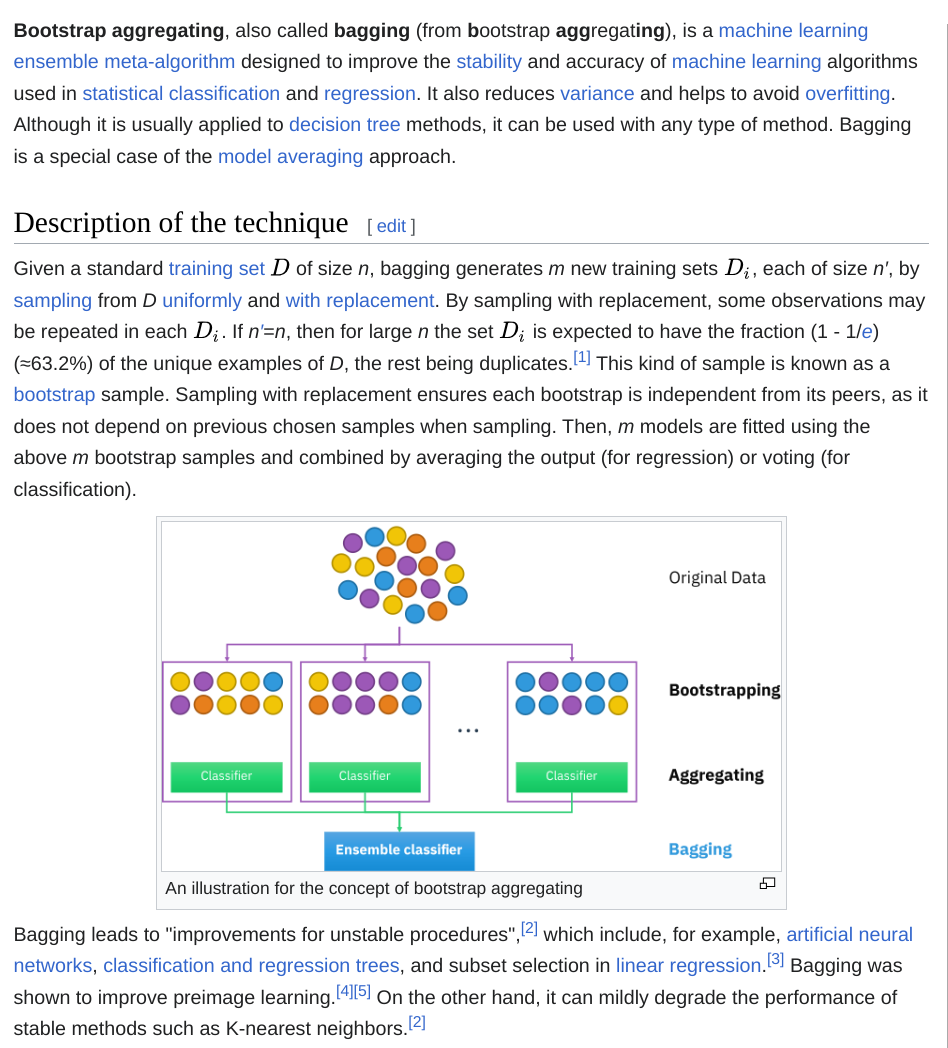 Bootstrap aggregating, also called bagging (from bootstrap aggregating), is a machine learning
ensemble meta-algorithm designed to improve the stability and accuracy of machine learning algorithms
used in statistical classification and regression. It also reduces variance and helps to avoid overfitting.
Although it is usually applied to decision tree methods, it can be used with any type of method. Bagging
is a special case of the model averaging approach.
Description of the technique [ edit ]
Given a standard training set D of size n, bagging generates m new training sets Dᵢ, each of size n′, by
sampling from D uniformly and with replacement. By sampling with replacement, some observations may
be repeated in each Dᵢ. If n′=n, then for large n the set Dᵢ is expected to have the fraction (1 - 1/e)
(≈63.2%) of the unique examples of D, the rest being duplicates.[1] This kind of sample is known as a
bootstrap sample. Sampling with replacement ensures each bootstrap is independent from its peers, as it
does not depend on previous chosen samples when sampling. Then, m models are fitted using the
above m bootstrap samples and combined by averaging the output (for regression) or voting (for
classification).
Original Data
Bootstrapping
...
Classifier Classifier Classifier Aggregating
Ensemble classifier Bagging
An illustration for the concept of bootstrap aggregating
Bagging leads to "improvements for unstable procedures",[2] which include, for example, artificial neural
networks, classification and regression trees, and subset selection in linear regression.[3] Bagging was
shown to improve preimage learning.[4][5] On the other hand, it can mildly degrade the performance of
stable methods such as K-nearest neighbors.[2]